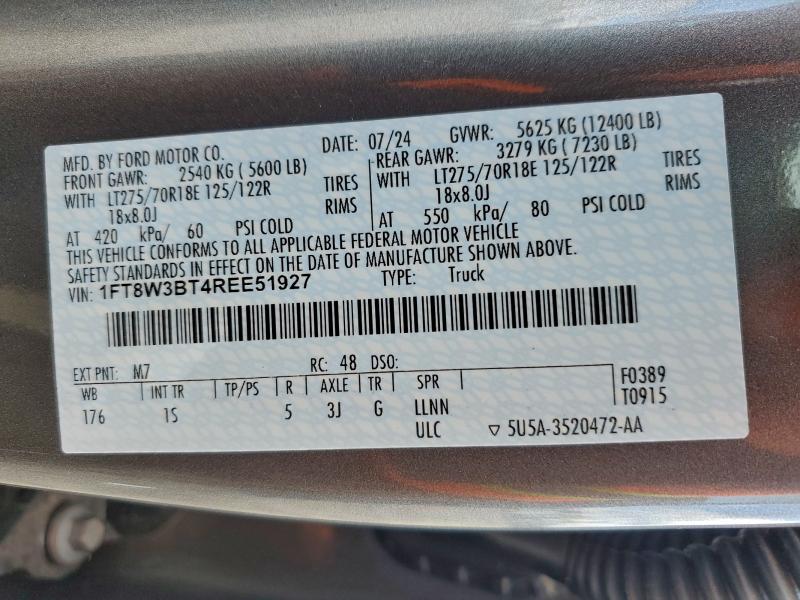 MFD. BY FORD MOTOR CO. DATE: 07/24 GVWR: 5625 KG (12400 LB)
FRONT GAWR: 2540 KG ( 5600 LB) REAR GAWR: 3279 KG ( 7230 LB)
WITH LT275/70R18E 125/122R TIRES WITH LT275/70R18E 125/122R TIRES
18x8.0J RIMS 18x8.0J RIMS
AT 420 kPa/ 60 PSI COLD AT 550 kPa/ 80 PSI COLD
THIS VEHICLE CONFORMS TO ALL APPLICABLE FEDERAL MOTOR VEHICLE
SAFETY STANDARDS IN EFFECT ON THE DATE OF MANUFACTURE SHOWN ABOVE.
VIN: 1FT8W3BT4REE51927 TYPE: Truck
EXT PNT: M7 RC: 48 DSO: F0389
WB INT TR TP/PS R AXLE TR SPR T0915
176 1S 5 3J G LLNN
ULC ▽ 5U5A-3520472-AA